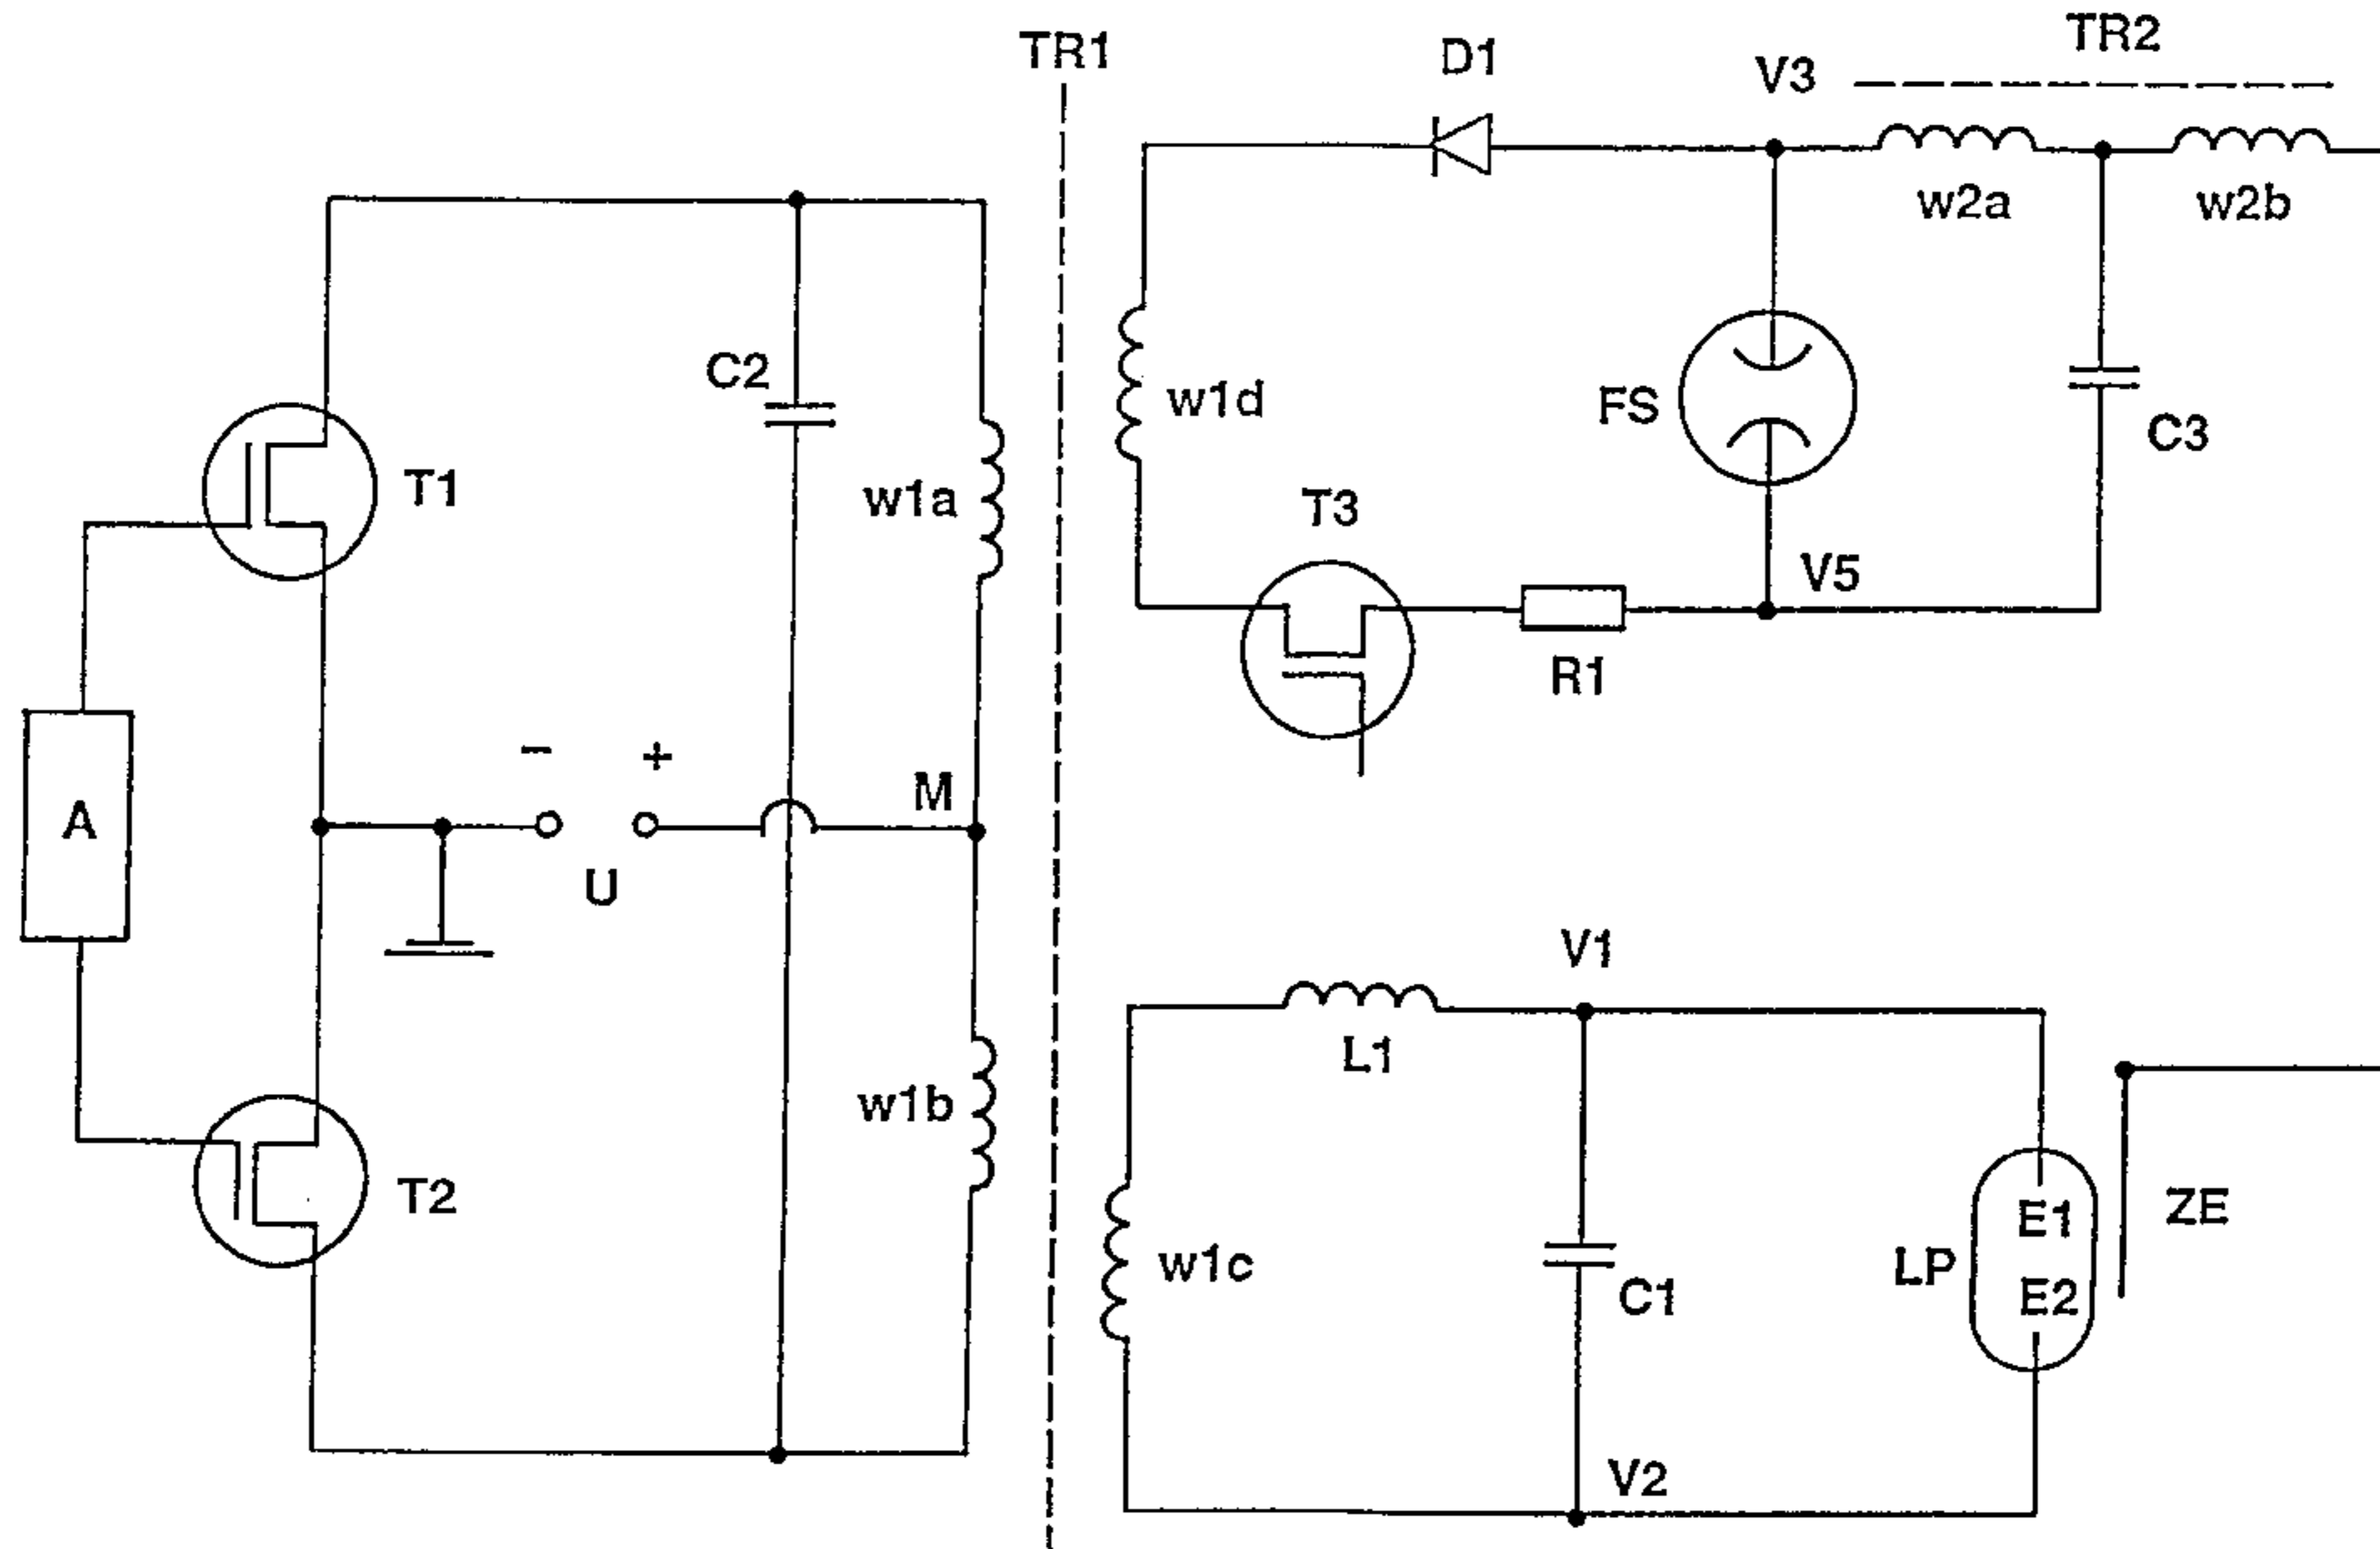 TR1
D1
V3
TR2
w2a
w2b
C2
w1d
FS
C3
T1
w1a
T3
V5
R1
− +
M
A
U
V1
L1
w1b
T2
ZE
E1
w1c
LP
C1
E2
V2